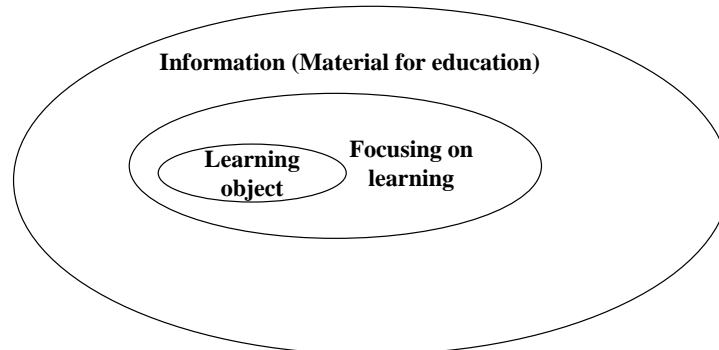 Information (Material for education)
Focusing on
learning
Learning
object